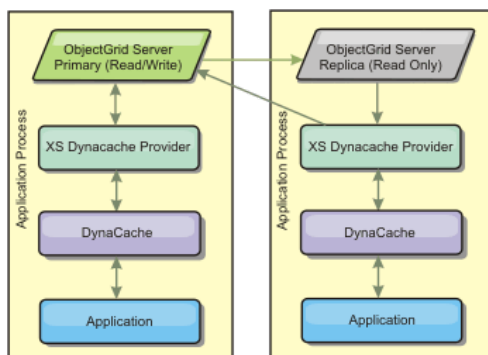 ObjectGrid Server
Primary (Read/Write)
XS Dynacache Provider
DynaCache
Application
Application Process
ObjectGrid Server
Replica (Read Only)
XS Dynacache Provider
DynaCache
Application
Application Process